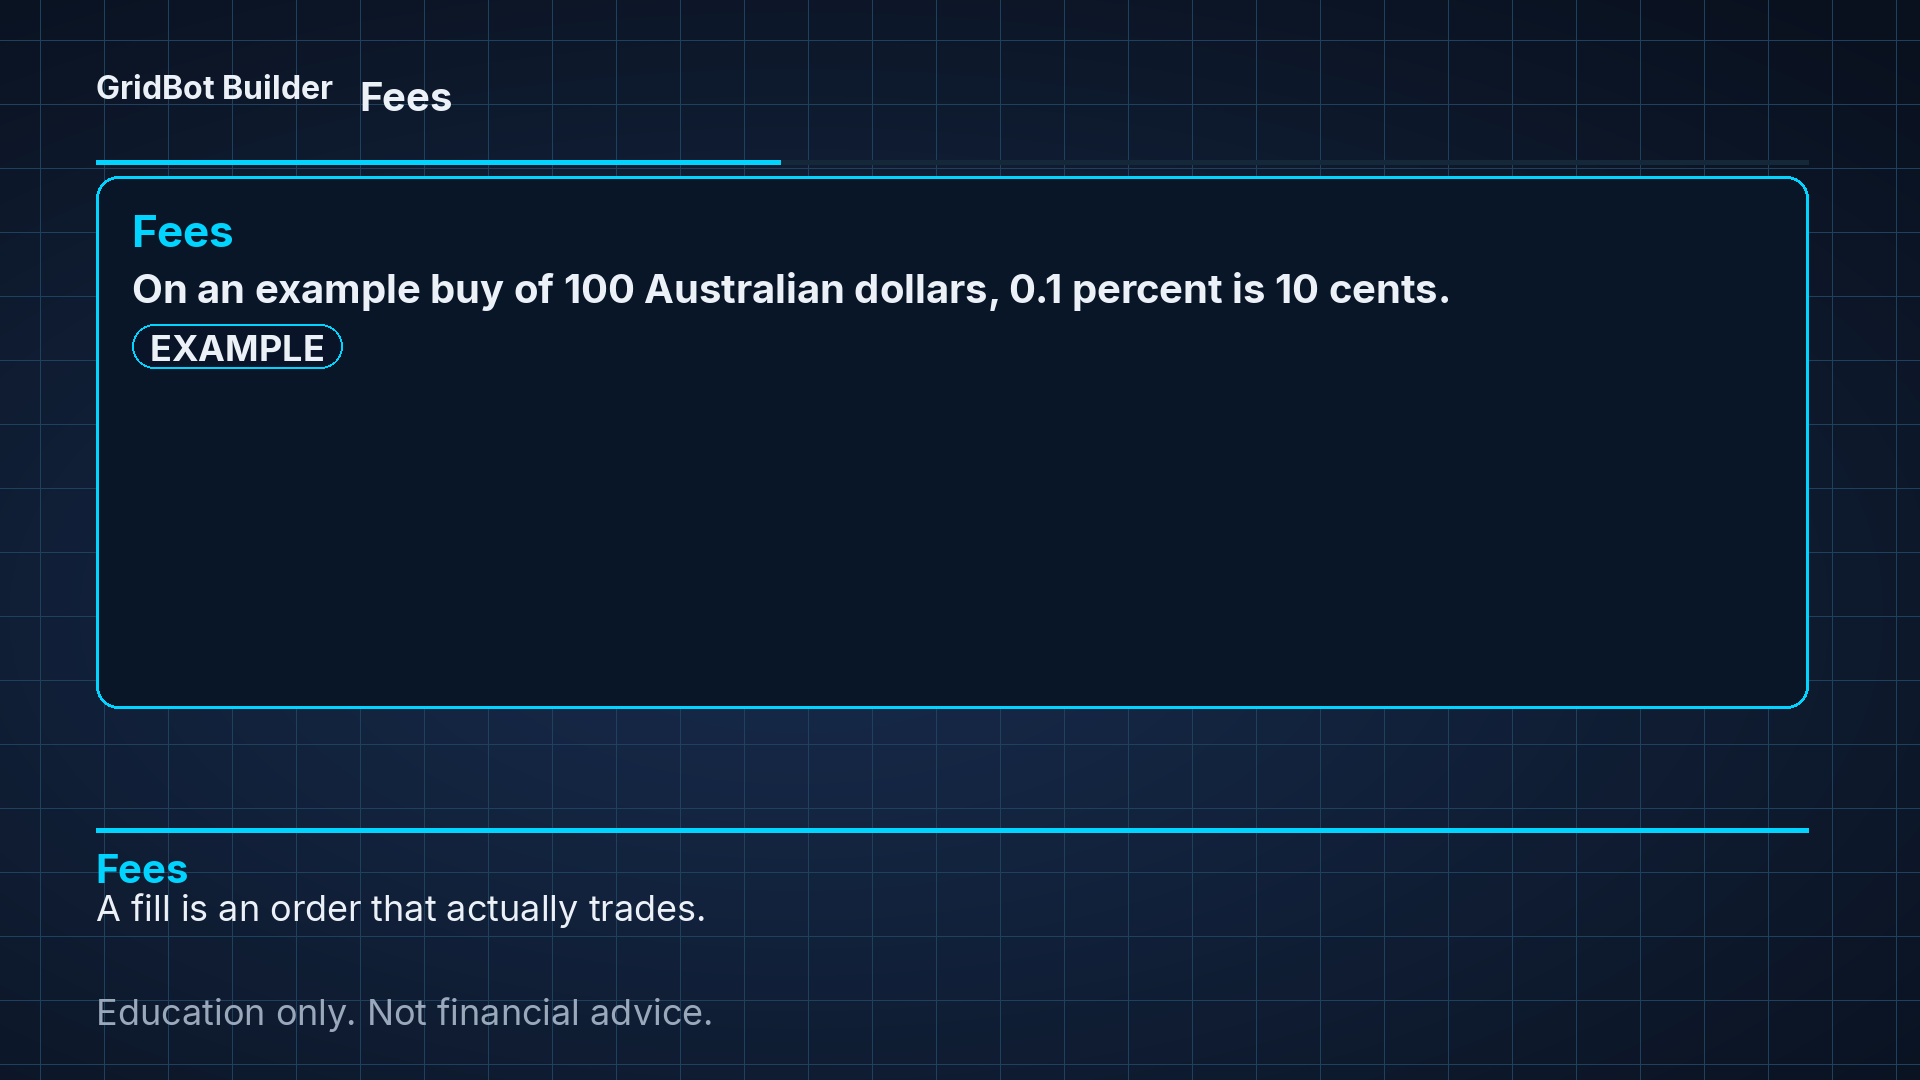 GridBot Builder
Fees
Fees
On an example buy of 100 Australian dollars, 0.1 percent is 10 cents.
EXAMPLE
Fees
A fill is an order that actually trades.
Education only. Not financial advice.